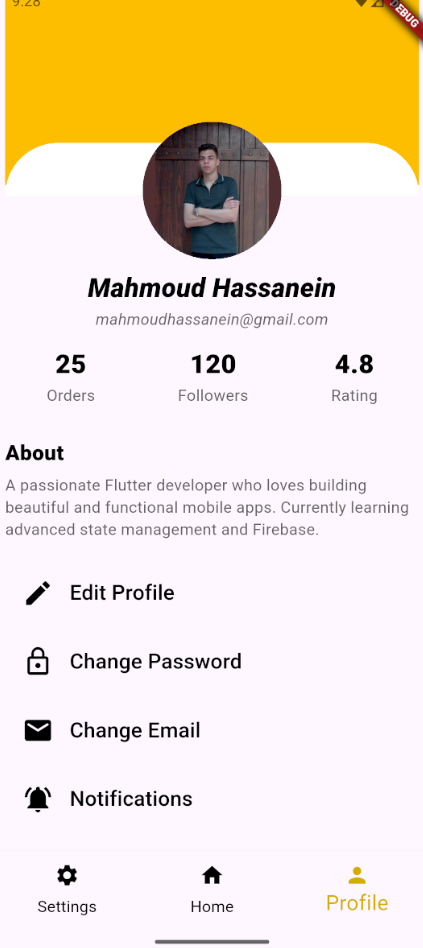 9:28
DEBUG
Mahmoud Hassanein
mahmoudhassanein@gmail.com
25 120 4.8
Orders Followers Rating
About
A passionate Flutter developer who loves building
beautiful and functional mobile apps. Currently learning
advanced state management and Firebase.
Edit Profile
Change Password
Change Email
Notifications
Settings Home Profile